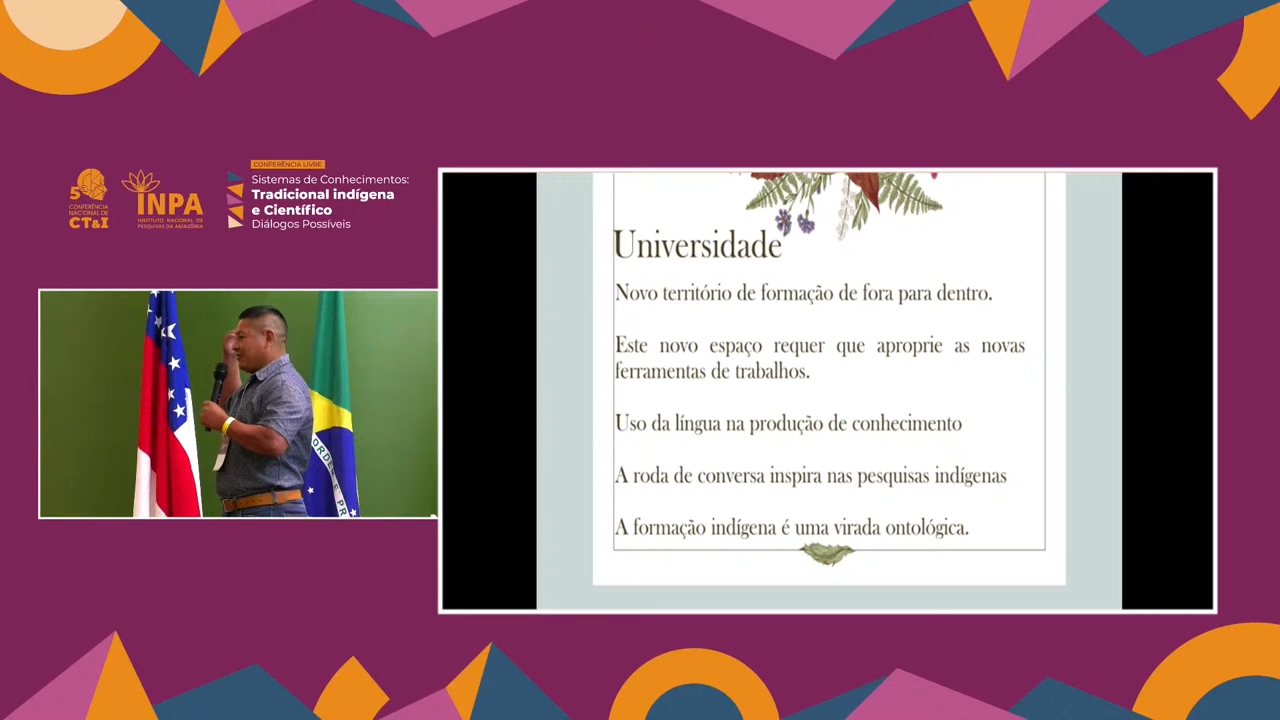 CONFERÊNCIA LIVRE
5
CONFERÊNCIA
NACIONAL DE
CT&I
INPA
INSTITUTO NACIONAL DE
PESQUISAS DA AMAZÔNIA
Sistemas de Conhecimentos:
Tradicional indígena
e Científico
Diálogos Possíveis
Universidade
Novo território de formação de fora para dentro.
Este novo espaço requer que aproprie as novas
ferramentas de trabalhos.
Uso da língua na produção de conhecimento
A roda de conversa inspira nas pesquisas indígenas
A formação indígena é uma virada ontológica.
ORDEM E PR